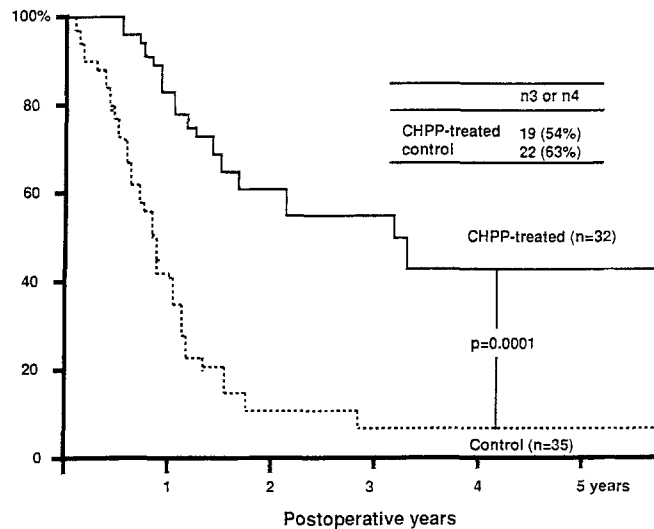 100%
80
60
40
20
0
n3 or n4
CHPP-treated 19 (54%)
control 22 (63%)
CHPP-treated (n=32)
p=0.0001
Control (n=35)
1 2 3 4 5 years
Postoperative years